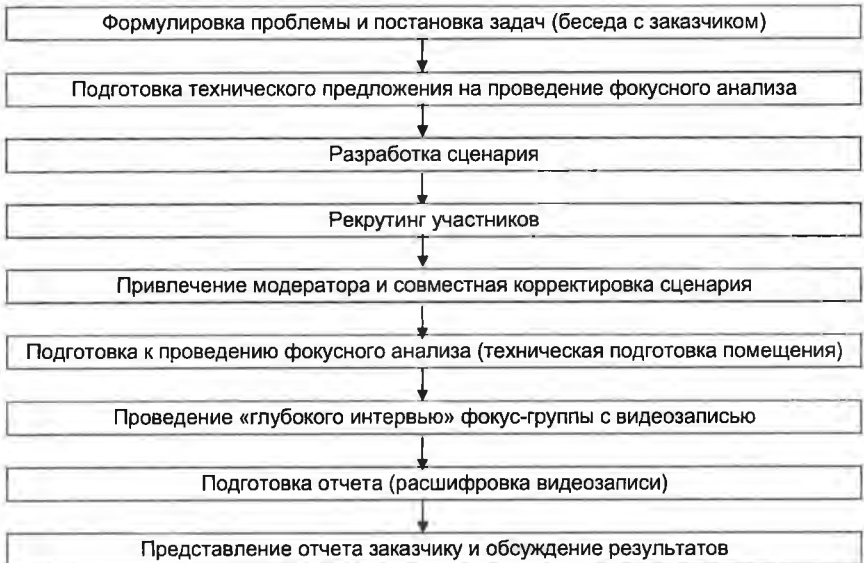 Формулировка проблемы и постановка задач (беседа с заказчиком)
Подготовка технического предложения на проведение фокусного анализа
Разработка сценария
Рекрутинг участников
Привлечение модератора и совместная корректировка сценария
Подготовка к проведению фокусного анализа (техническая подготовка помещения)
Проведение «глубокого интервью» фокус-группы с видеозаписью
Подготовка отчета (расшифровка видеозаписи)
Представление отчета заказчику и обсуждение результатов